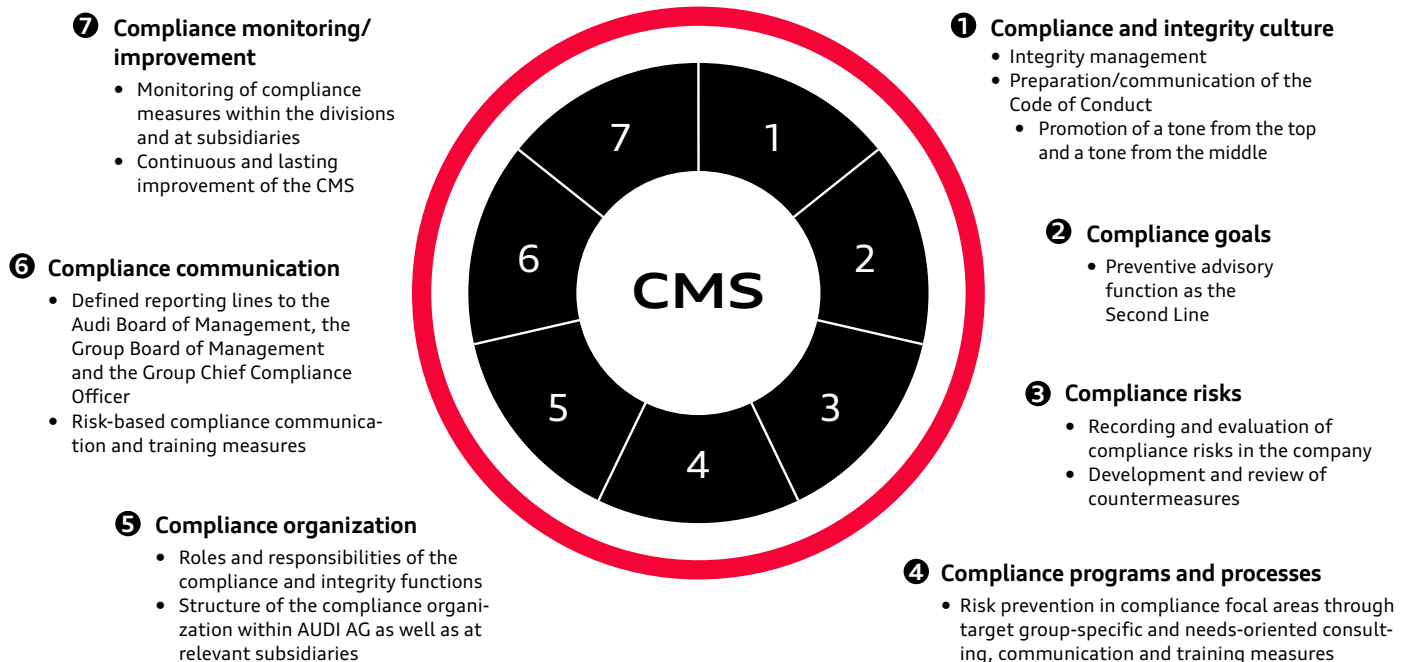 ❼ Compliance monitoring/
improvement
• Monitoring of compliance
measures within the divisions
and at subsidiaries
• Continuous and lasting
improvement of the CMS
❻ Compliance communication
• Defined reporting lines to the
Audi Board of Management, the
Group Board of Management
and the Group Chief Compliance
Officer
• Risk-based compliance communica-
tion and training measures
❺ Compliance organization
• Roles and responsibilities of the
compliance and integrity functions
• Structure of the compliance organi-
zation within AUDI AG as well as at
relevant subsidiaries
7
1
6
2
CMS
5
3
4
❶ Compliance and integrity culture
• Integrity management
• Preparation/communication of the
Code of Conduct
• Promotion of a tone from the top
and a tone from the middle
❷ Compliance goals
• Preventive advisory
function as the
Second Line
❸ Compliance risks
• Recording and evaluation of
compliance risks in the company
• Development and review of
countermeasures
❹ Compliance programs and processes
• Risk prevention in compliance focal areas through
target group-specific and needs-oriented consult-
ing, communication and training measures